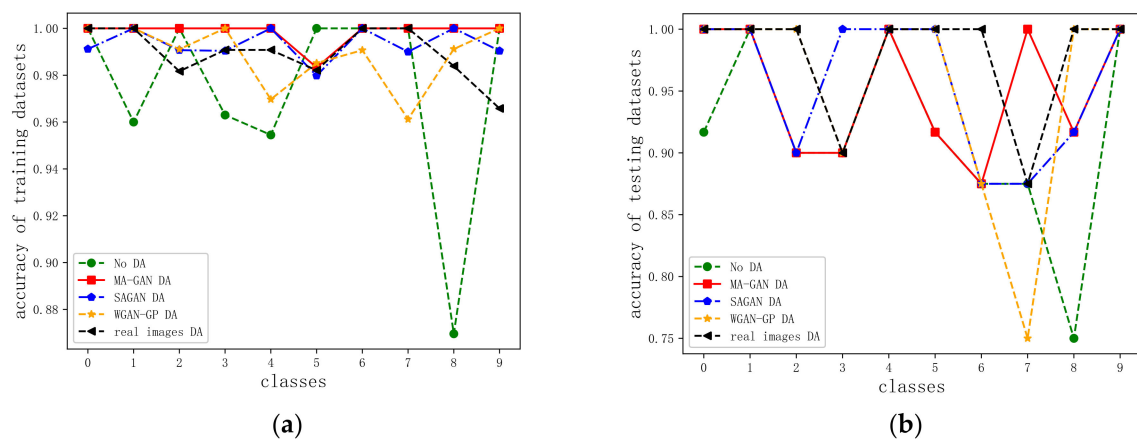 accuracy of training datasets
1.00
0.98
0.96
0.94
0.92
0.90
0.88
No DA
MA-GAN DA
SAGAN DA
WGAN-GP DA
real images DA
0 1 2 3 4 5 6 7 8 9
classes
(a)
accuracy of testing datasets
1.00
0.95
0.90
0.85
0.80
0.75
No DA
MA-GAN DA
SAGAN DA
WGAN-GP DA
real images DA
0 1 2 3 4 5 6 7 8 9
classes
(b)